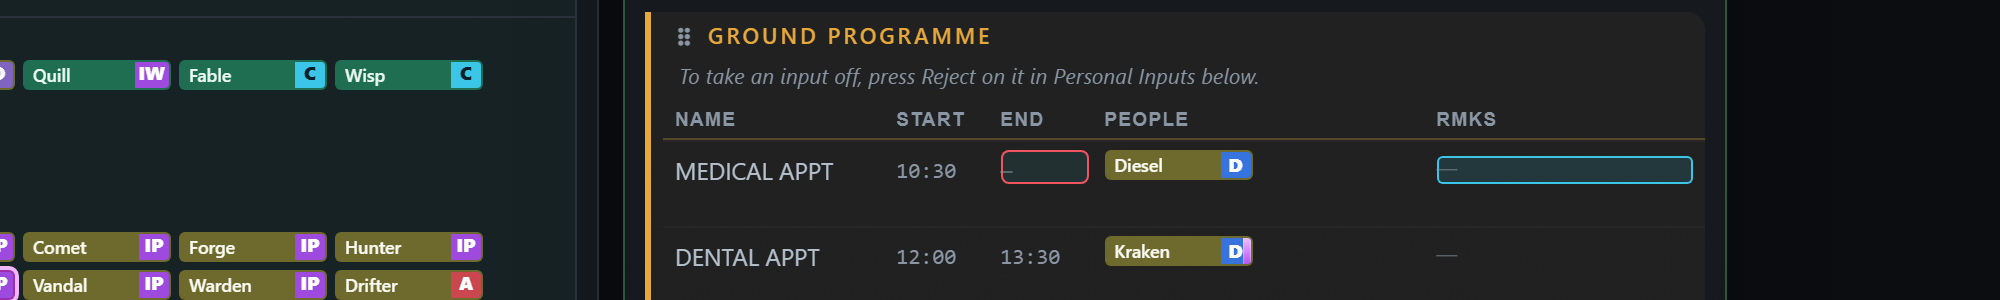 GROUND PROGRAMME
To take an input off, press Reject on it in Personal Inputs below.
NAME START END PEOPLE RMKS
MEDICAL APPT 10:30 — Diesel D —
DENTAL APPT 12:00 13:30 Kraken D —
Quill IW Fable C Wisp C
P Comet IP Forge IP Hunter IP
P Vandal IP Warden IP Drifter A